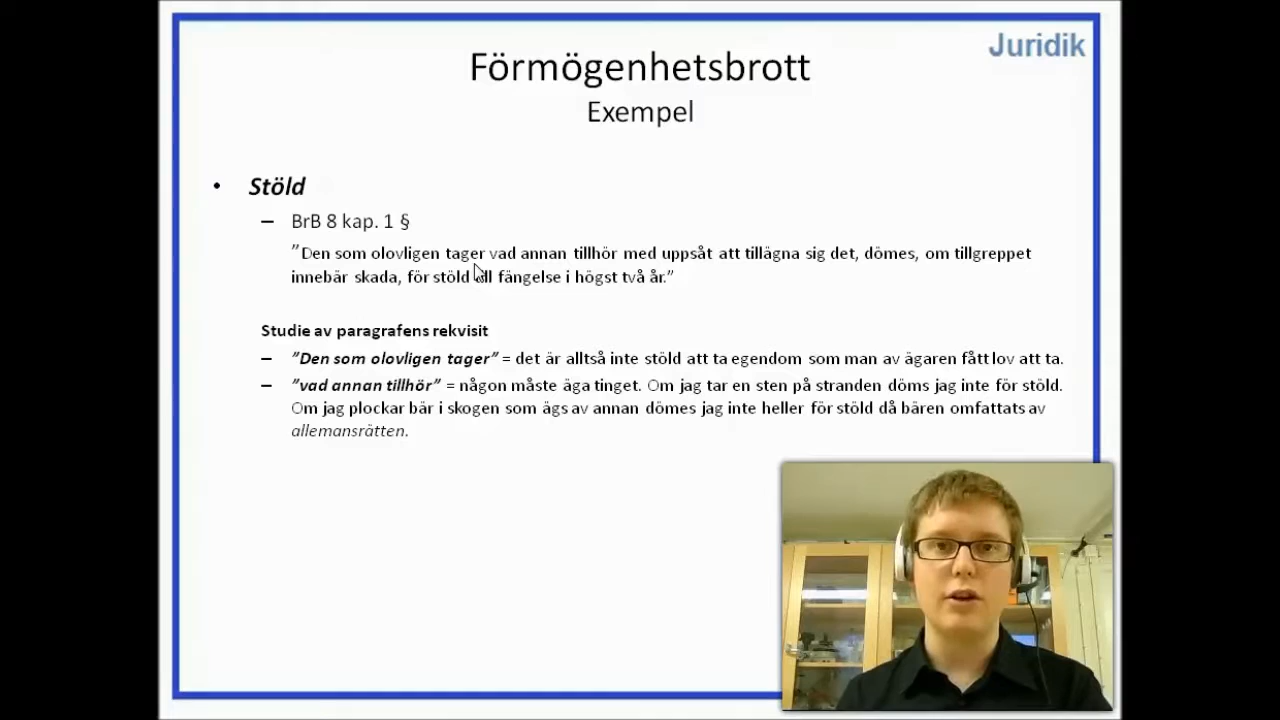 Juridik
Förmögenhetsbrott
Exempel
• Stöld
– BrB 8 kap. 1 §
”Den som olovligen tager vad annan tillhör med uppsåt att tillägna sig det, dömes, om tillgreppet
innebär skada, för stöld till fängelse i högst två år.”
Studie av paragrafens rekvisit
– ”Den som olovligen tager” = det är alltså inte stöld att ta egendom som man av ägaren fått lov att ta.
– ”vad annan tillhör” = någon måste äga tinget. Om jag tar en sten på stranden döms jag inte för stöld.
Om jag plockar bär i skogen som ägs av annan dömes jag inte heller för stöld då bären omfattats av
allemansrätten.